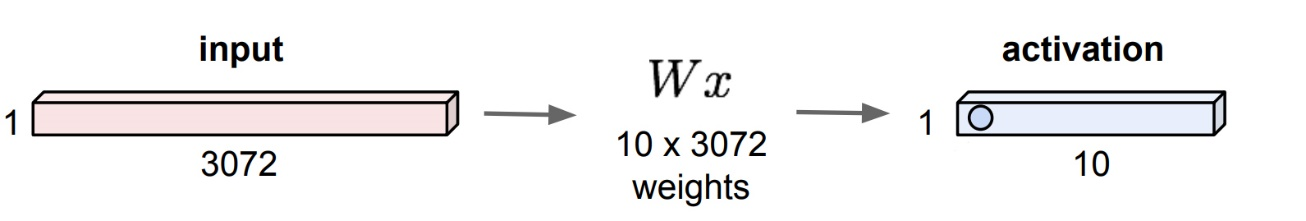 input
1
3072
Wx
10 x 3072
weights
activation
1
10